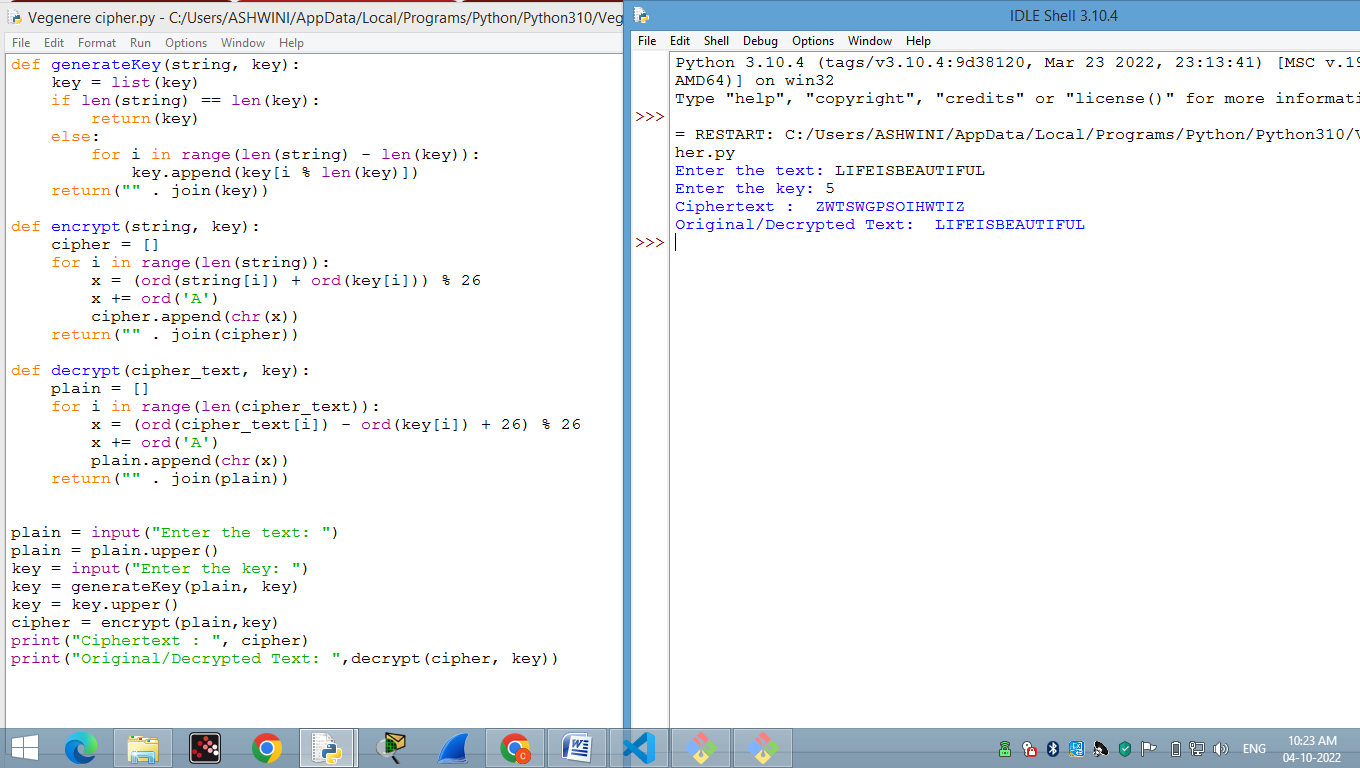 Vegenere cipher.py - C:/Users/ASHWINI/AppData/Local/Programs/Python/Python310/Veg
File Edit Format Run Options Window Help
def generateKey(string, key):
    key = list(key)
    if len(string) == len(key):
        return(key)
    else:
        for i in range(len(string) - len(key)):
            key.append(key[i % len(key)])
    return("" . join(key))

def encrypt(string, key):
    cipher = []
    for i in range(len(string)):
        x = (ord(string[i]) + ord(key[i])) % 26
        x += ord('A')
        cipher.append(chr(x))
    return("" . join(cipher))

def decrypt(cipher_text, key):
    plain = []
    for i in range(len(cipher_text)):
        x = (ord(cipher_text[i]) - ord(key[i]) + 26) % 26
        x += ord('A')
        plain.append(chr(x))
    return("" . join(plain))

plain = input("Enter the text: ")
plain = plain.upper()
key = input("Enter the key: ")
key = generateKey(plain, key)
key = key.upper()
cipher = encrypt(plain,key)
print("Ciphertext : ", cipher)
print("Original/Decrypted Text: ",decrypt(cipher, key))
IDLE Shell 3.10.4
File Edit Shell Debug Options Window Help
Python 3.10.4 (tags/v3.10.4:9d38120, Mar 23 2022, 23:13:41) [MSC v.19
AMD64)] on win32
Type "help", "copyright", "credits" or "license()" for more informati
>>>
= RESTART: C:/Users/ASHWINI/AppData/Local/Programs/Python/Python310/V
her.py
Enter the text: LIFEISBEAUTIFUL
Enter the key: 5
Ciphertext :  ZWTSWGPSOIHWTIZ
Original/Decrypted Text:  LIFEISBEAUTIFUL
>>>
ENG
10:23 AM
04-10-2022